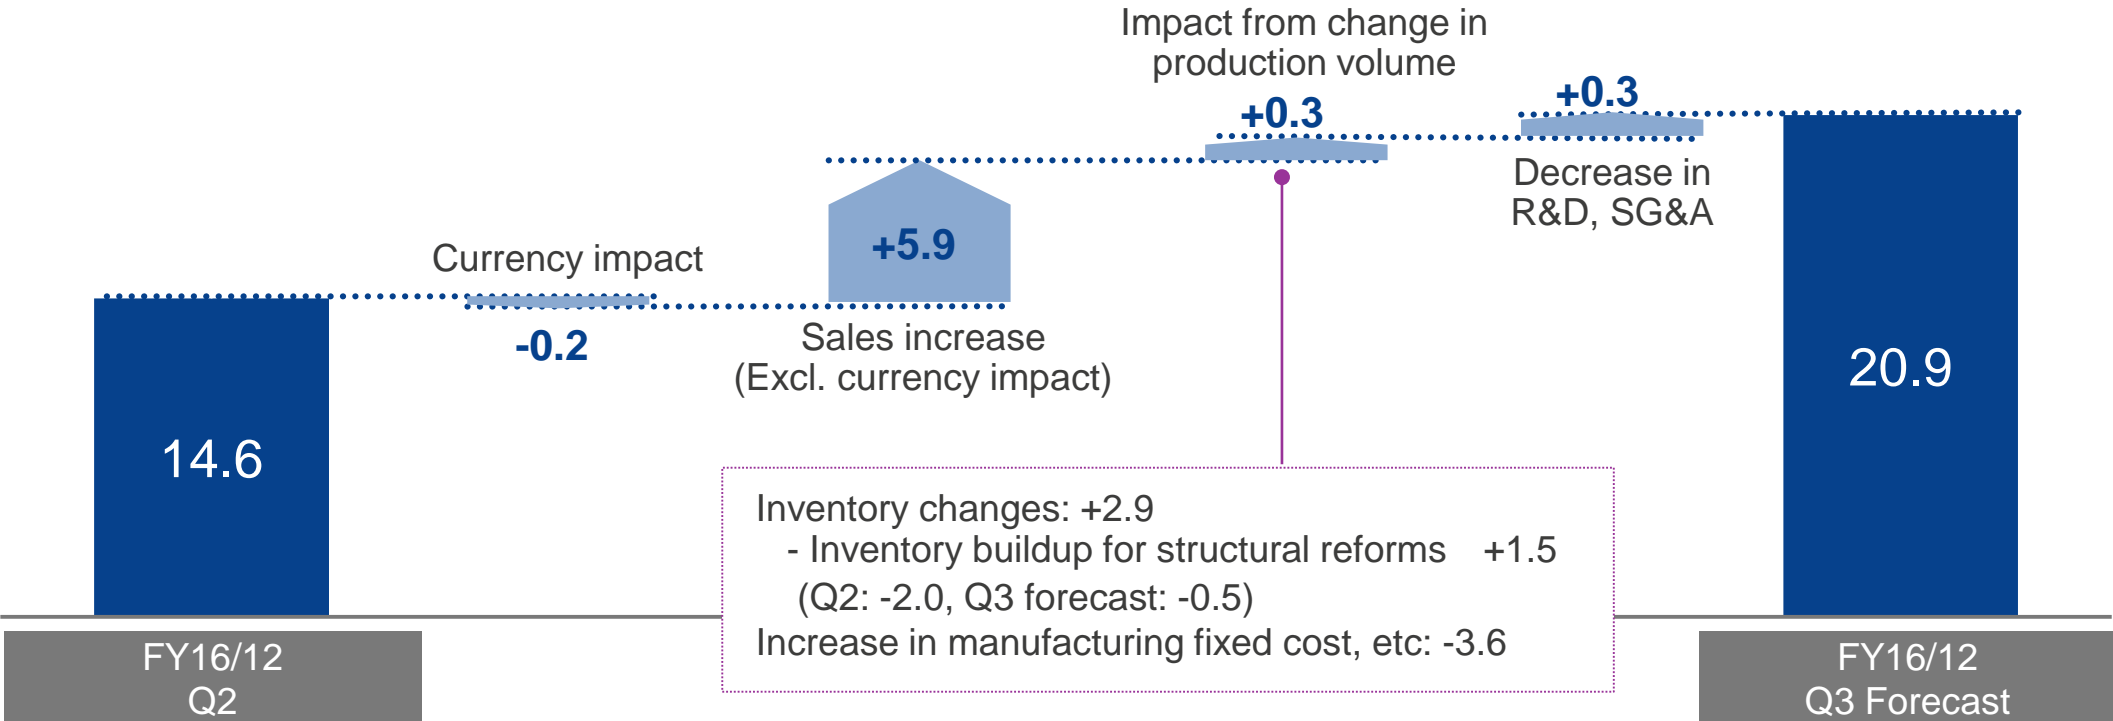 Impact from change in
production volume
+0.3
+0.3
Decrease in
R&D, SG&A
Currency impact
+5.9
-0.2
Sales increase
(Excl. currency impact)
14.6
20.9
Inventory changes: +2.9
- Inventory buildup for structural reforms +1.5
(Q2: -2.0, Q3 forecast: -0.5)
Increase in manufacturing fixed cost, etc: -3.6
FY16/12
Q2
FY16/12
Q3 Forecast